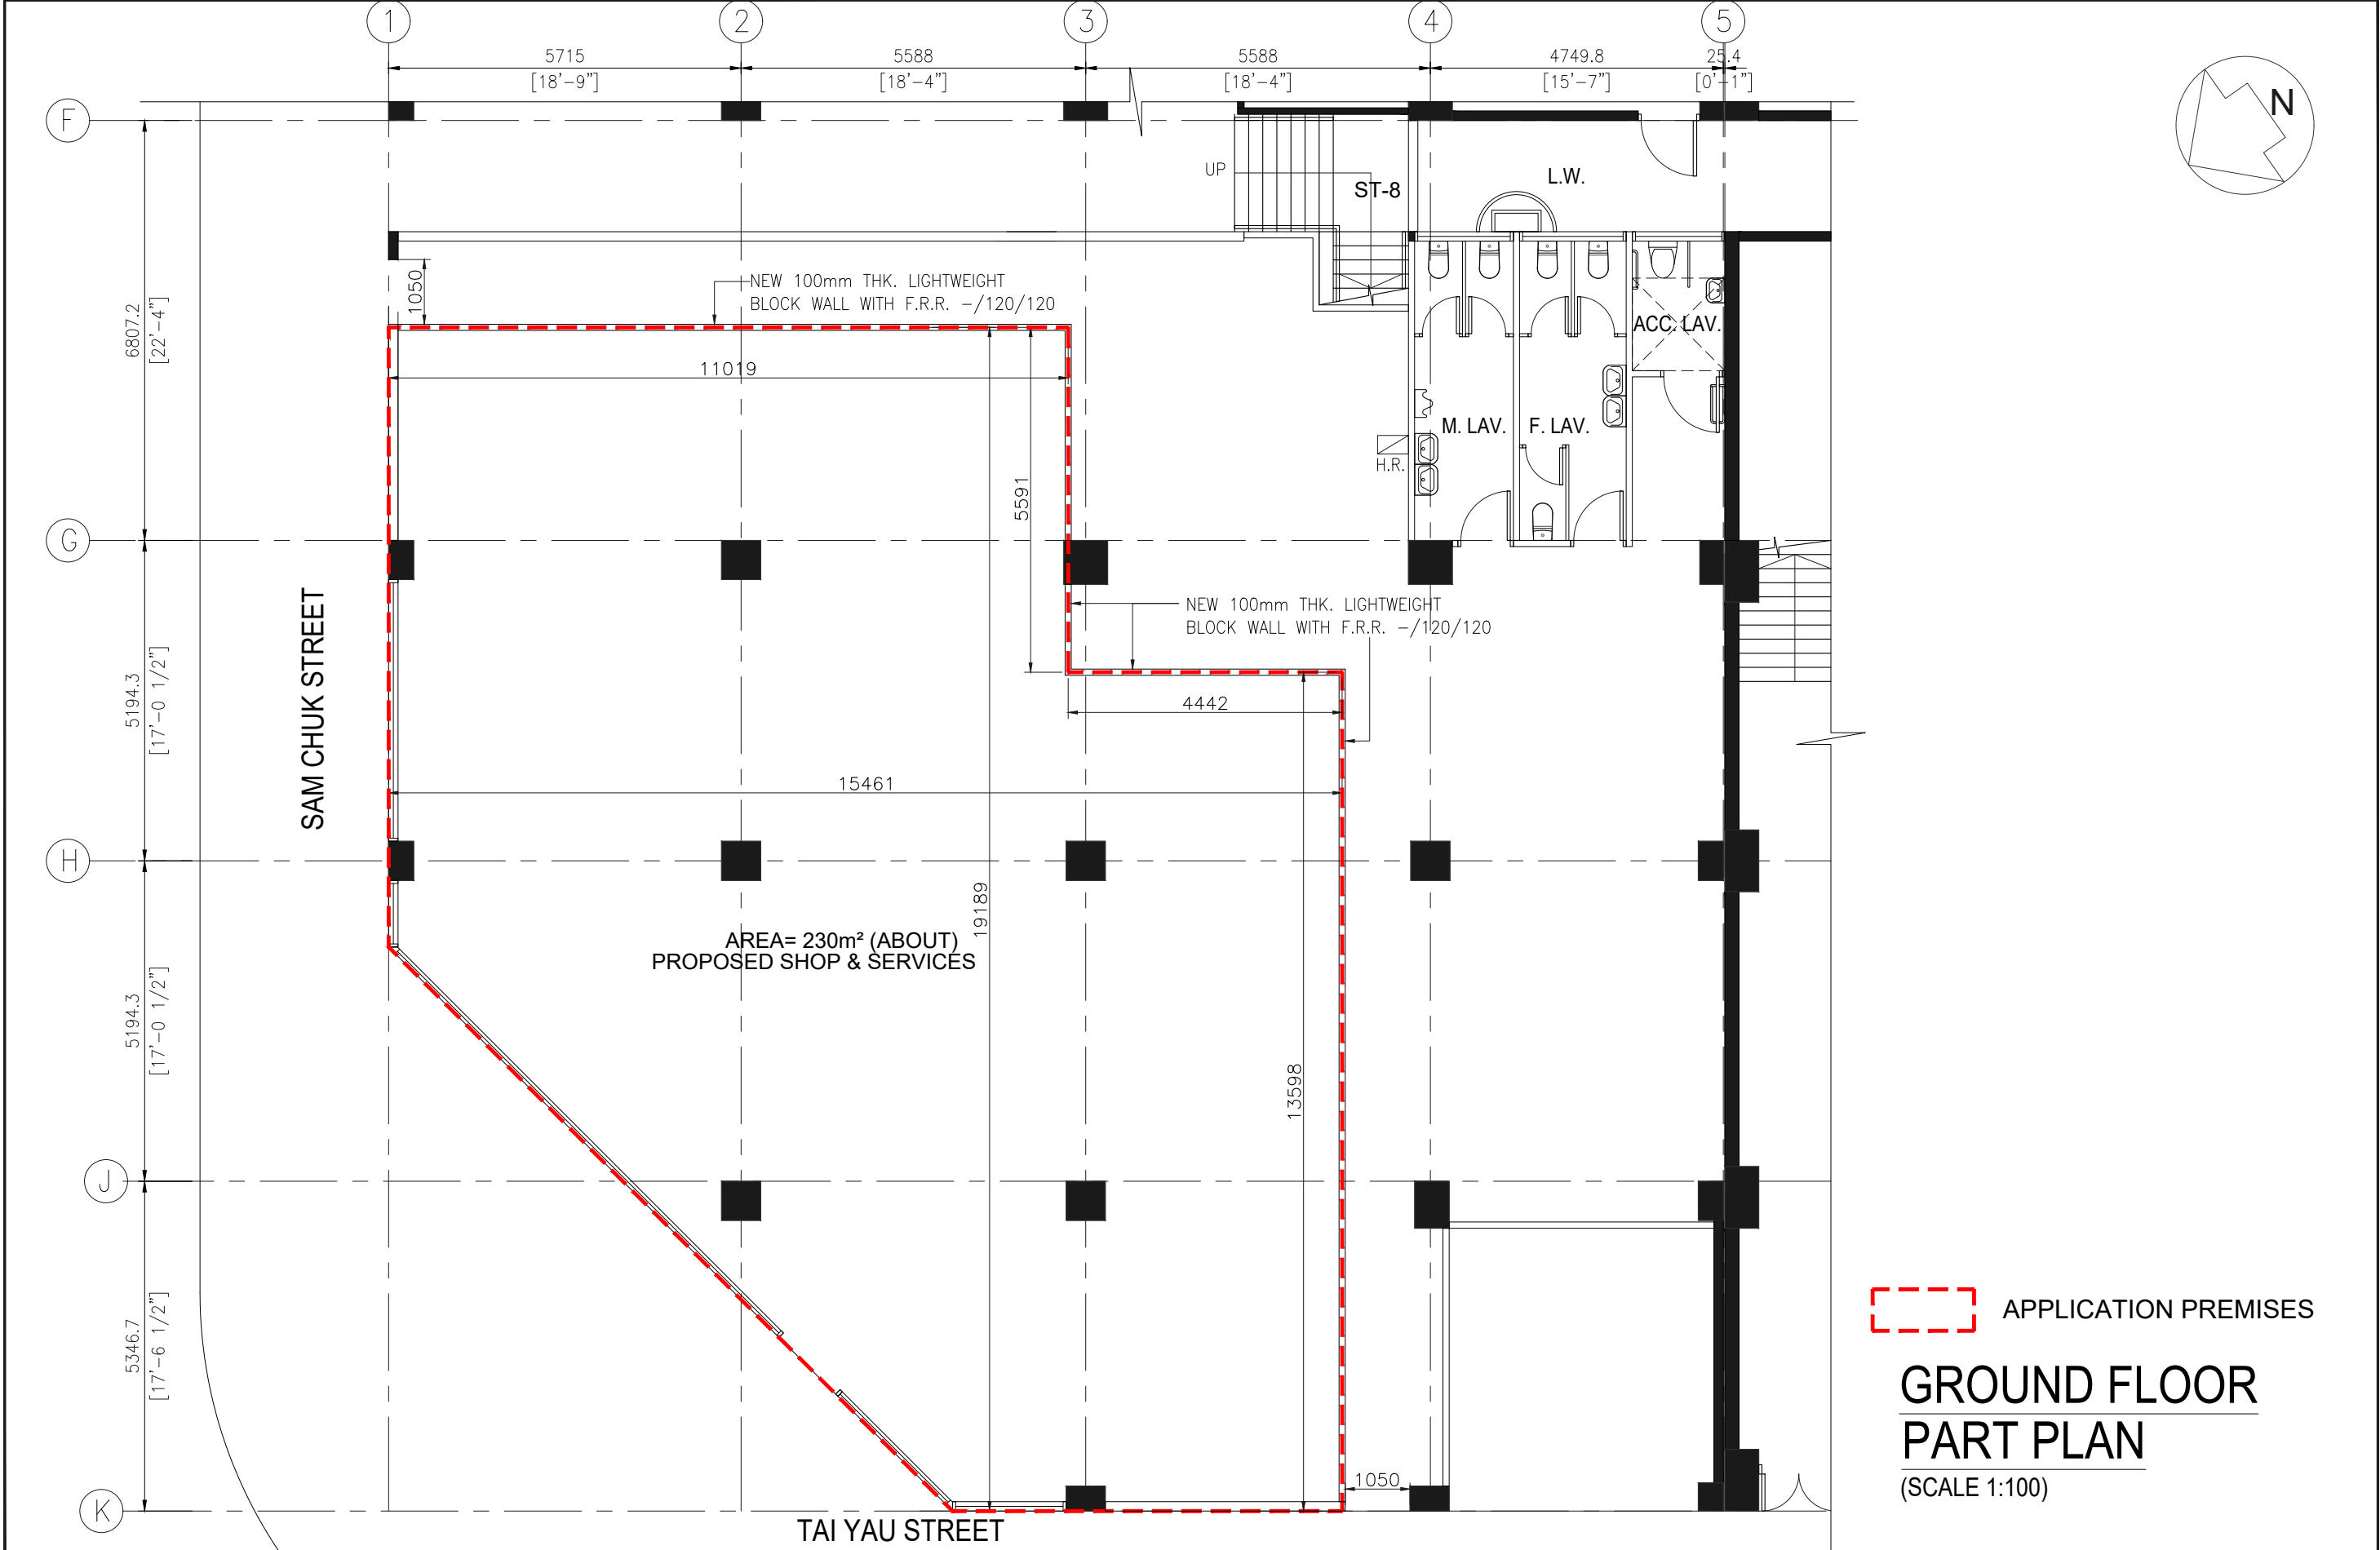 1
2
3
4
5
5715
[18'-9"]
5588
[18'-4"]
5588
[18'-4"]
4749.8
[15'-7"]
25.4
[0'-1"]
N
F
G
H
J
K
6807.2
[22'-4"]
5194.3
[17'-0 1/2"]
5194.3
[17'-0 1/2"]
5346.7
[17'-6 1/2"]
UP
ST-8
L.W.
1050
NEW 100mm THK. LIGHTWEIGHT
BLOCK WALL WITH F.R.R. -/120/120
11019
5591
ACC. LAV.
M. LAV.
F. LAV.
H.R.
NEW 100mm THK. LIGHTWEIGHT
BLOCK WALL WITH F.R.R. -/120/120
SAM CHUK STREET
4442
15461
19189
AREA= 230m² (ABOUT)
PROPOSED SHOP & SERVICES
13598
1050
TAI YAU STREET
APPLICATION PREMISES
GROUND FLOOR
PART PLAN
(SCALE 1:100)